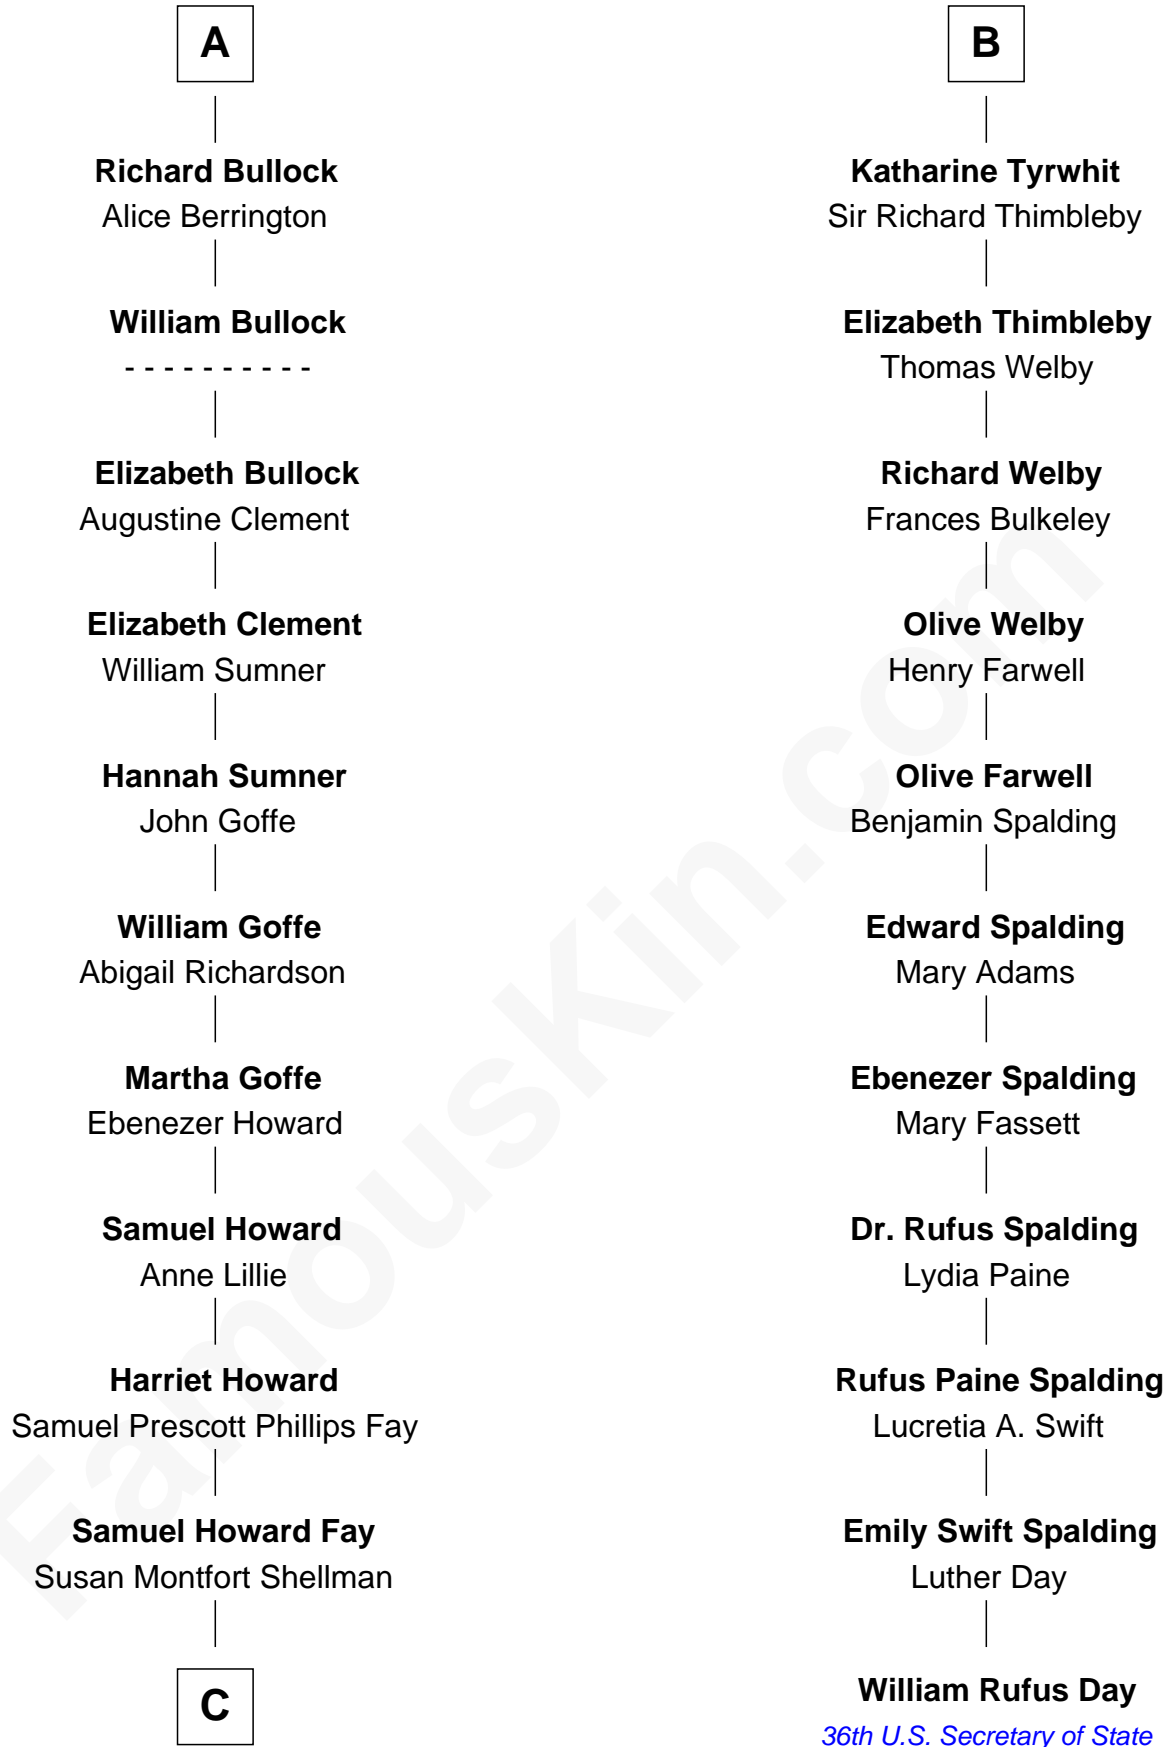 A
Richard Bullock
Alice Berrington
William Bullock
- - - - - - - - - -
Elizabeth Bullock
Augustine Clement
Elizabeth Clement
William Sumner
Hannah Sumner
John Goffe
William Goffe
Abigail Richardson
Martha Goffe
Ebenezer Howard
Samuel Howard
Anne Lillie
Harriet Howard
Samuel Prescott Phillips Fay
Samuel Howard Fay
Susan Montfort Shellman
C
B
Katharine Tyrwhit
Sir Richard Thimbleby
Elizabeth Thimbleby
Thomas Welby
Richard Welby
Frances Bulkeley
Olive Welby
Henry Farwell
Olive Farwell
Benjamin Spalding
Edward Spalding
Mary Adams
Ebenezer Spalding
Mary Fassett
Dr. Rufus Spalding
Lydia Paine
Rufus Paine Spalding
Lucretia A. Swift
Emily Swift Spalding
Luther Day
William Rufus Day
36th U.S. Secretary of State
FamousKin.com